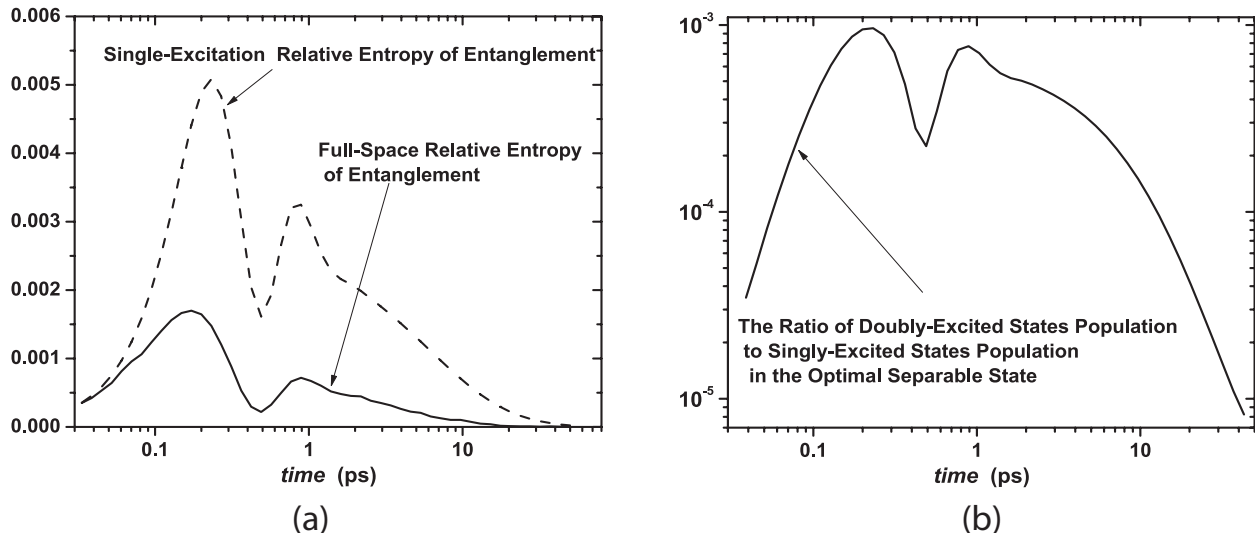 0.006
0.005
0.004
0.003
0.002
0.001
0.000
Single-Excitation Relative Entropy of Entanglement
Full-Space Relative Entropy
of Entanglement
0.1
1
10
time (ps)
(a)
10⁻³
10⁻⁴
10⁻⁵
The Ratio of Doubly-Excited States Population
to Singly-Excited States Population
in the Optimal Separable State
0.1
1
10
time (ps)
(b)